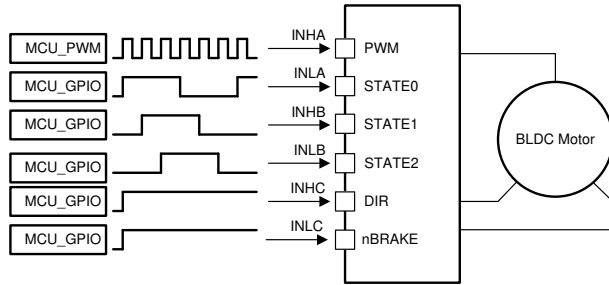 MCU_PWM INHA PWM
MCU_GPIO INLA STATE0
MCU_GPIO INHB STATE1
BLDC Motor
MCU_GPIO INLB STATE2
MCU_GPIO INHC DIR
MCU_GPIO INLC nBRAKE